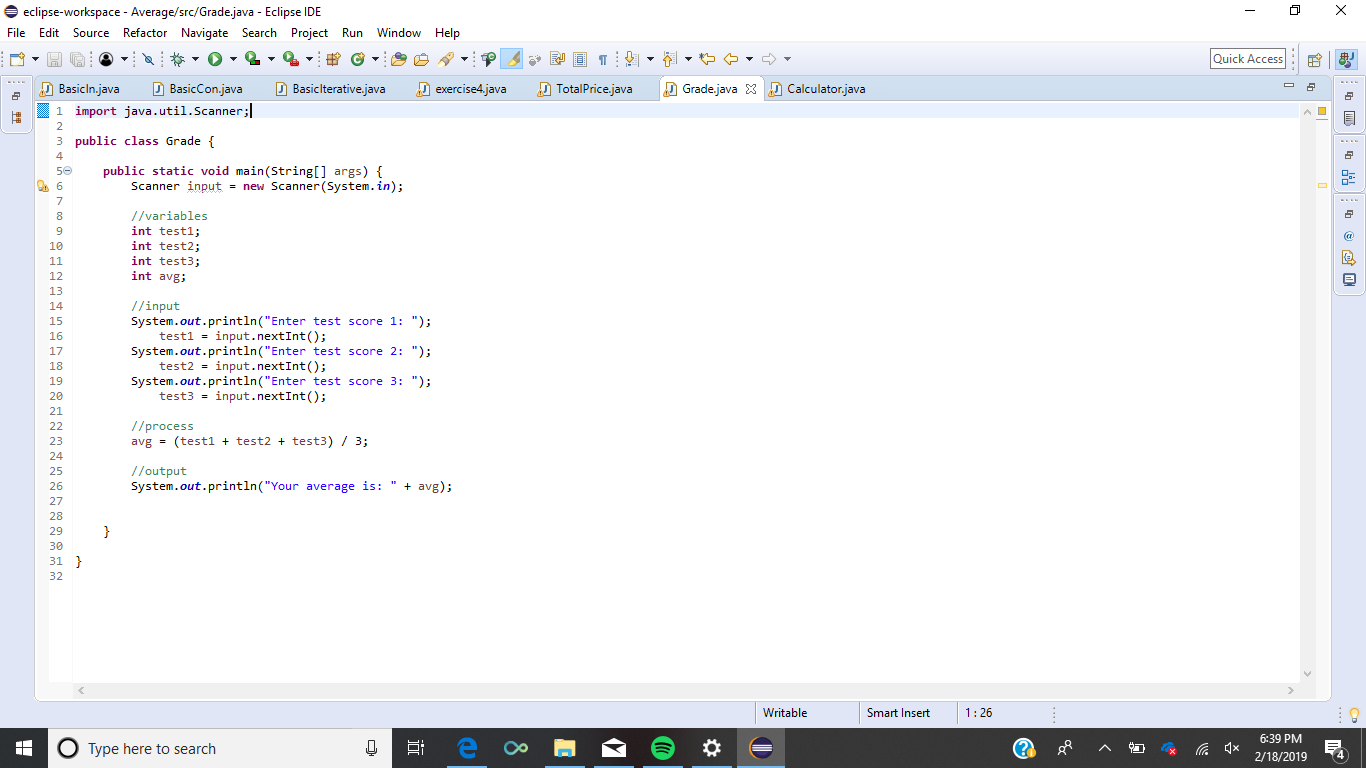 eclipse-workspace - Average/src/Grade.java - Eclipse IDE
File Edit Source Refactor Navigate Search Project Run Window Help
Quick Access
BasicIn.java BasicCon.java BasicIterative.java exercise4.java TotalPrice.java Grade.java Calculator.java
1 import java.util.Scanner;
2
3 public class Grade {
4
5 public static void main(String[] args) {
6 Scanner input = new Scanner(System.in);
7
8 //variables
9 int test1;
10 int test2;
11 int test3;
12 int avg;
13
14 //input
15 System.out.println("Enter test score 1: ");
16 test1 = input.nextInt();
17 System.out.println("Enter test score 2: ");
18 test2 = input.nextInt();
19 System.out.println("Enter test score 3: ");
20 test3 = input.nextInt();
21
22 //process
23 avg = (test1 + test2 + test3) / 3;
24
25 //output
26 System.out.println("Your average is: " + avg);
27
28
29 }
30
31 }
32
Writable Smart Insert 1 : 26
Type here to search
6:39 PM
2/18/2019
4